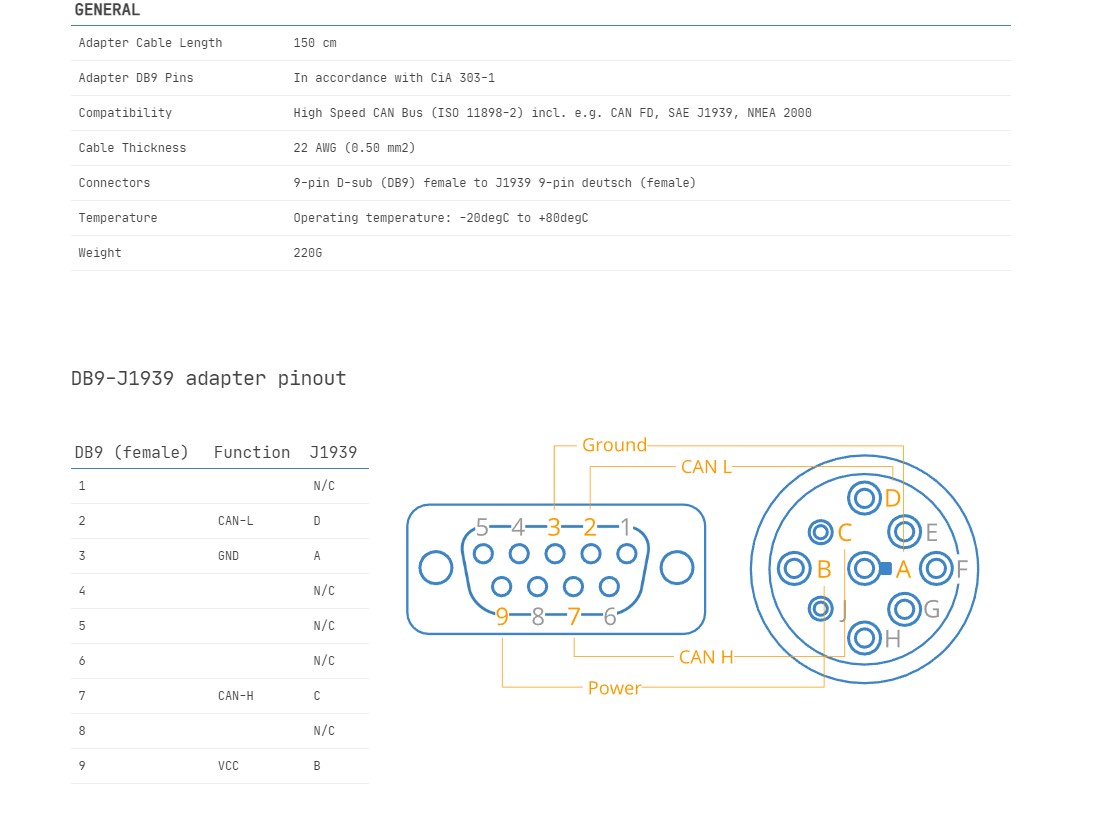 GENERAL
Adapter Cable Length 150 cm
Adapter DB9 Pins In accordance with CiA 303-1
Compatibility High Speed CAN Bus (ISO 11898-2) incl. e.g. CAN FD, SAE J1939, NMEA 2000
Cable Thickness 22 AWG (0.50 mm2)
Connectors 9-pin D-sub (DB9) female to J1939 9-pin deutsch (female)
Temperature Operating temperature: -20degC to +80degC
Weight 220G
DB9-J1939 adapter pinout
DB9 (female) Function J1939
1 N/C
2 CAN-L D
3 GND A
4 N/C
5 N/C
6 N/C
7 CAN-H C
8 N/C
9 VCC B
Ground
CAN L
5 4 3 2 1
9 8 7 6
CAN H
Power
D
C E
B A F
J G
H